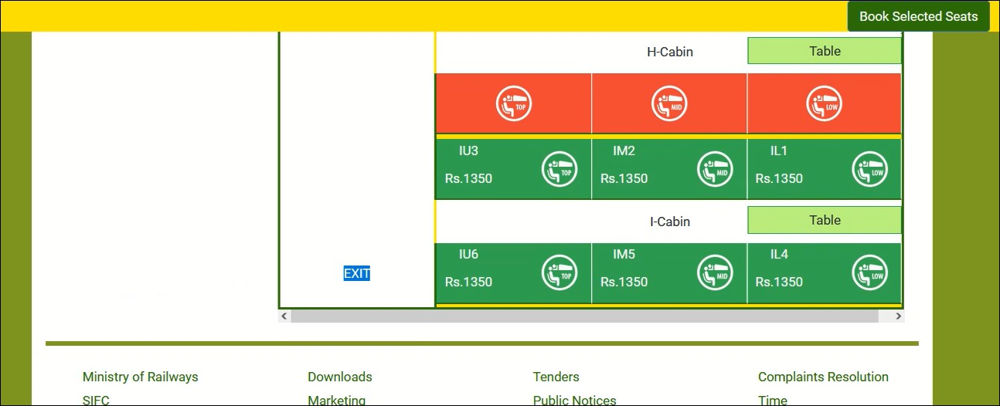 Book Selected Seats
H-Cabin Table
TOP MID LOW
IU3 IM2 IL1
Rs.1350 TOP Rs.1350 MID Rs.1350 LOW
I-Cabin Table
IU6 IM5 IL4
EXIT Rs.1350 TOP Rs.1350 MID Rs.1350 LOW
Ministry of Railways Downloads Tenders Complaints Resolution
SIFC Marketing Public Notices Time